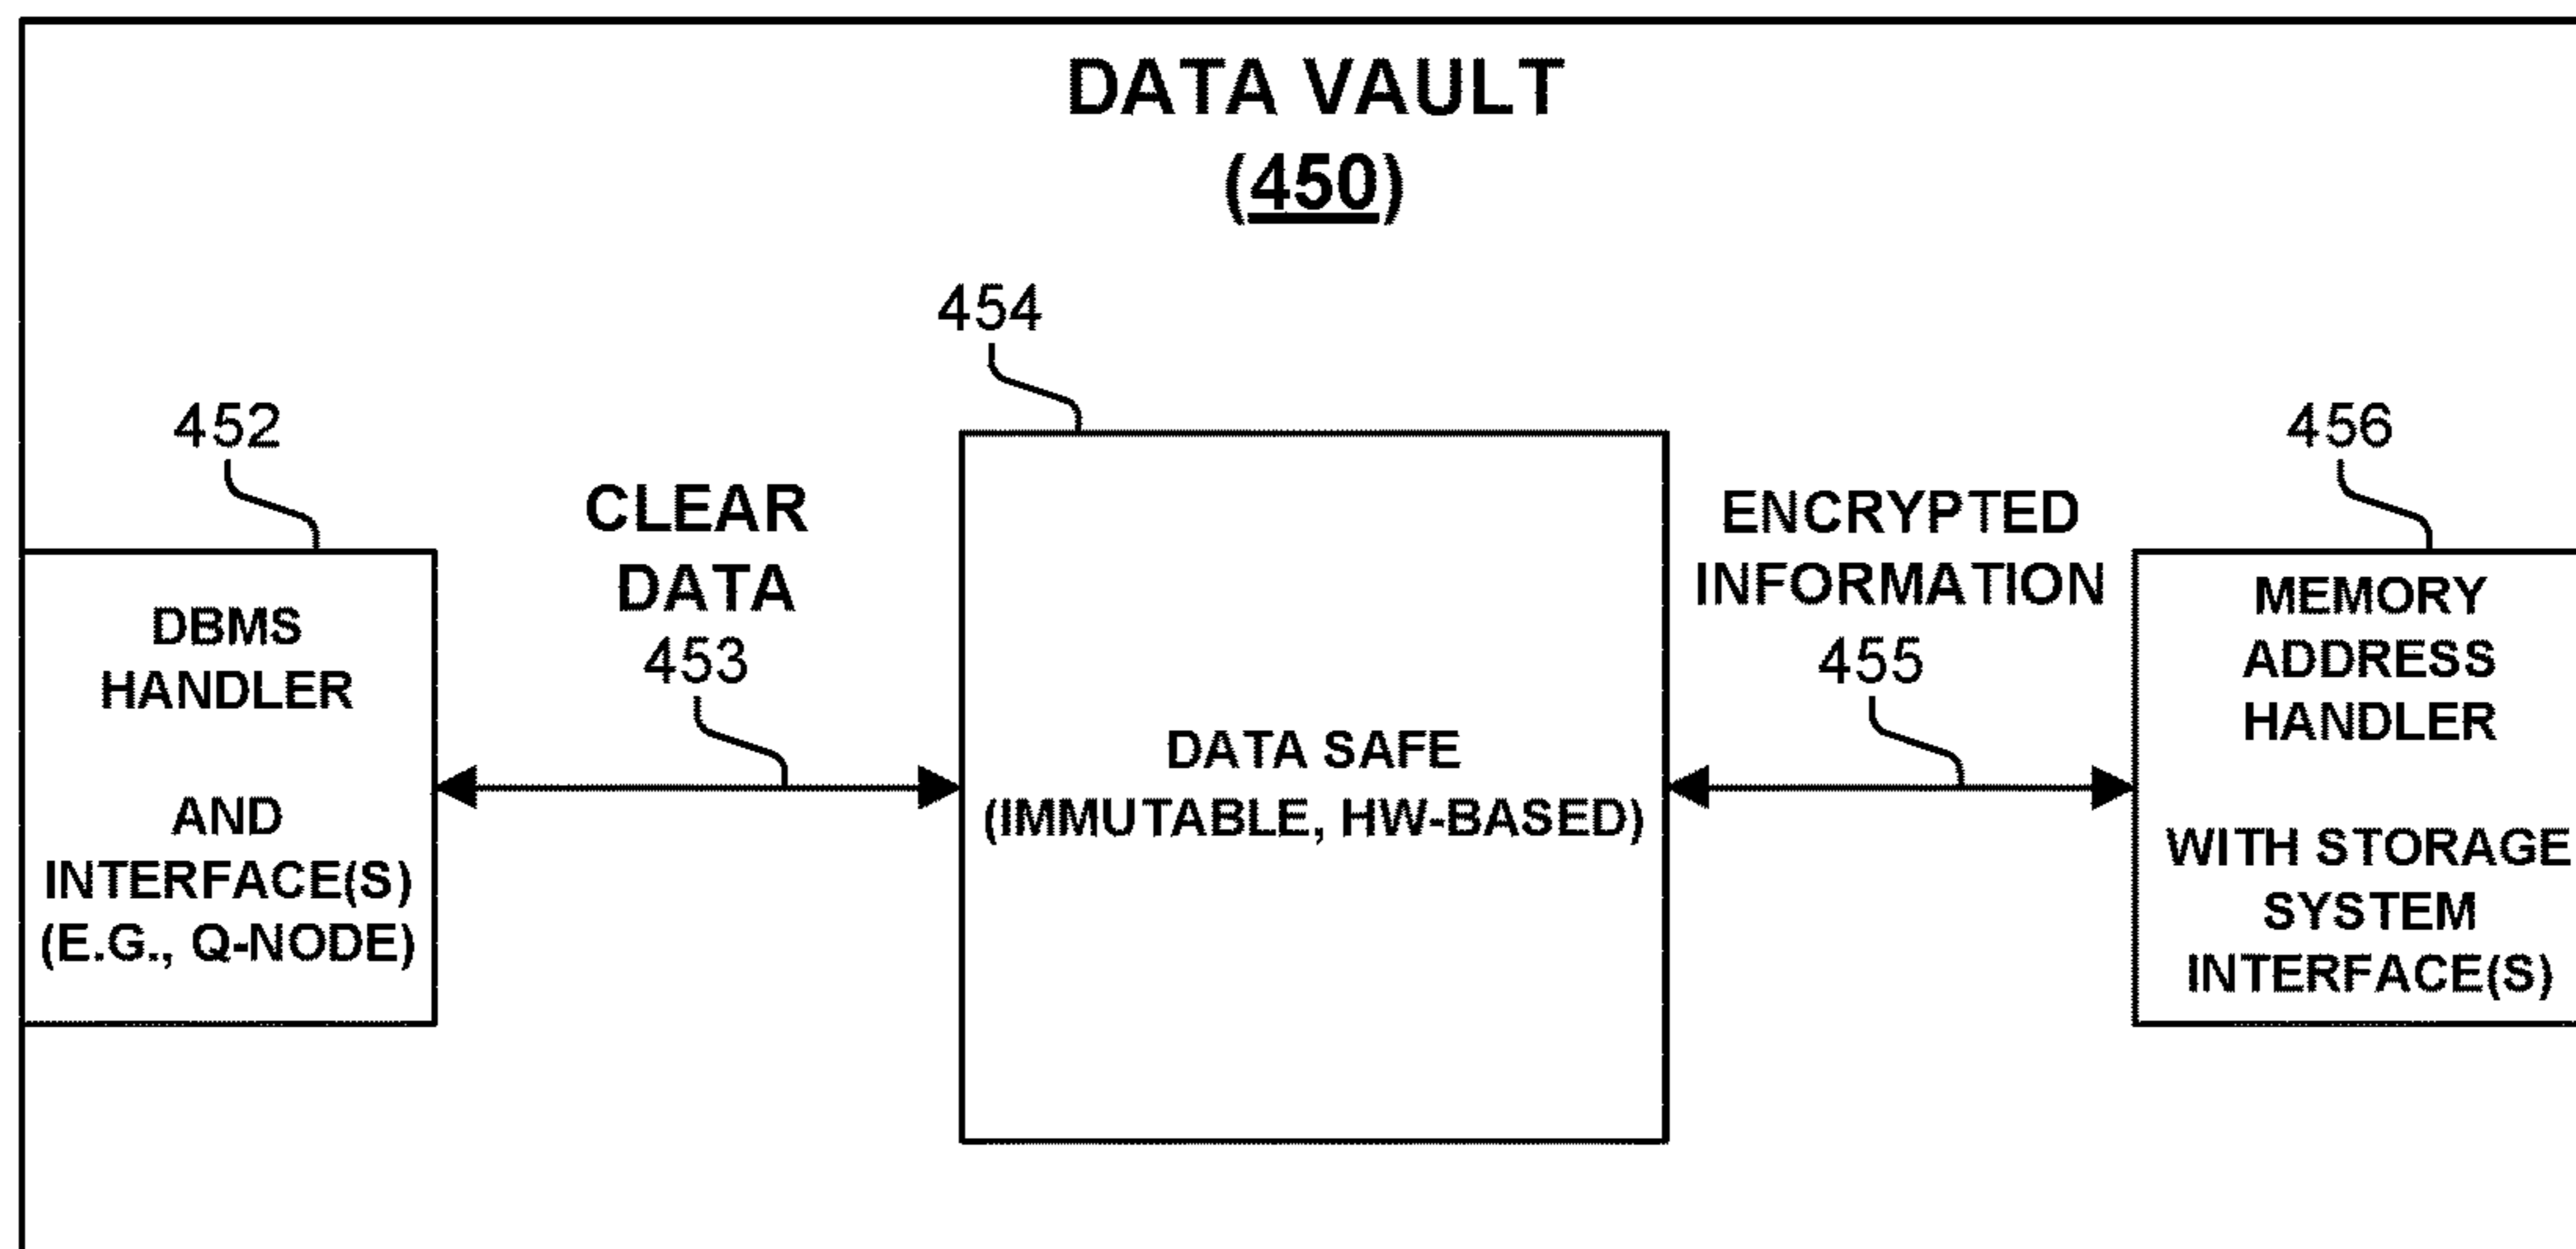 DATA VAULT
(450)
454
452
456
CLEAR
DATA
453
ENCRYPTED
INFORMATION
455
DBMS
HANDLER
AND
INTERFACE(S)
(E.G., Q-NODE)
DATA SAFE
(IMMUTABLE, HW-BASED)
MEMORY
ADDRESS
HANDLER
WITH STORAGE
SYSTEM
INTERFACE(S)